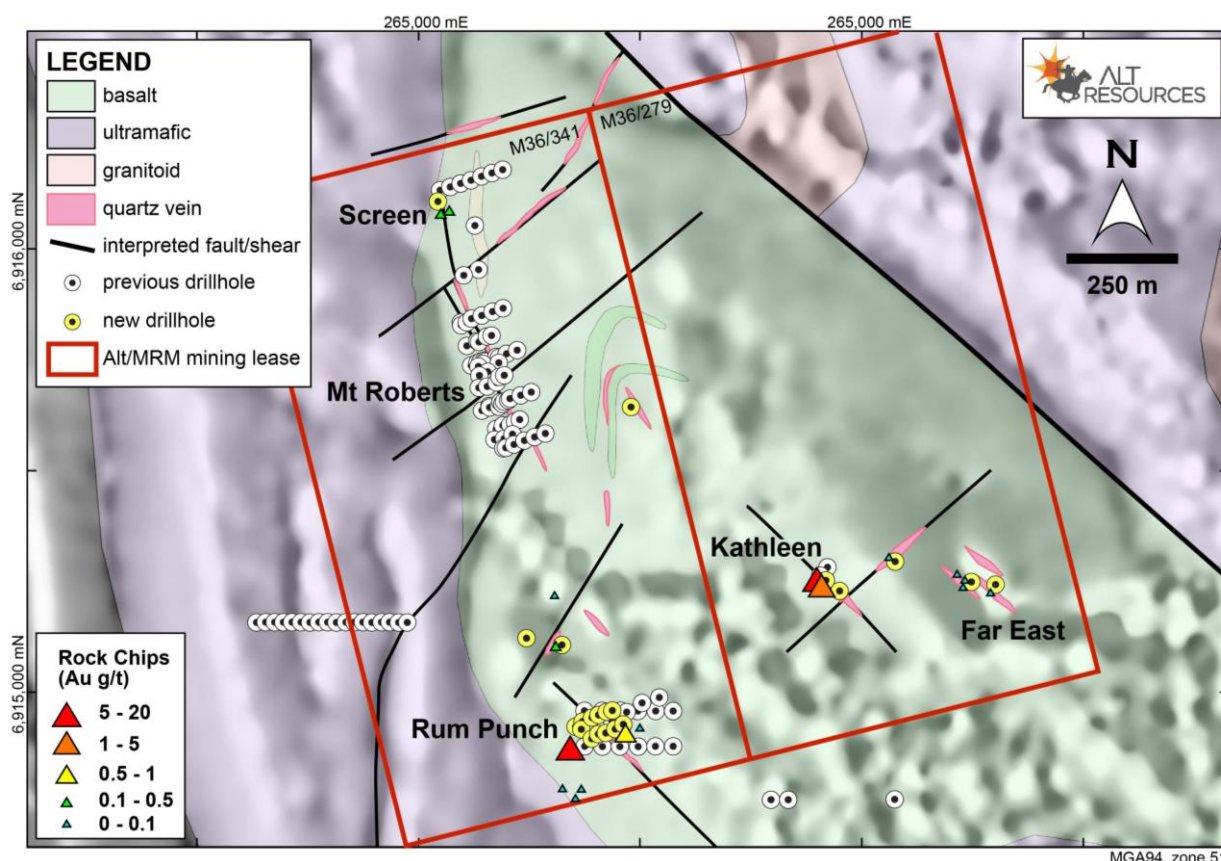 265,000 mE
265,000 mE
LEGEND
basalt
ultramafic
granitoid
quartz vein
interpreted fault/shear
previous drillhole
new drillhole
Alt/MRM mining lease
M36/341
M36/279
ALT
RESOURCES
N
250 m
6,916,000 mN
Screen
Mt Roberts
Kathleen
Far East
Rum Punch
6,915,000 mN
Rock Chips
(Au g/t)
5 - 20
1 - 5
0.5 - 1
0.1 - 0.5
0 - 0.1
MGA94 zone 5